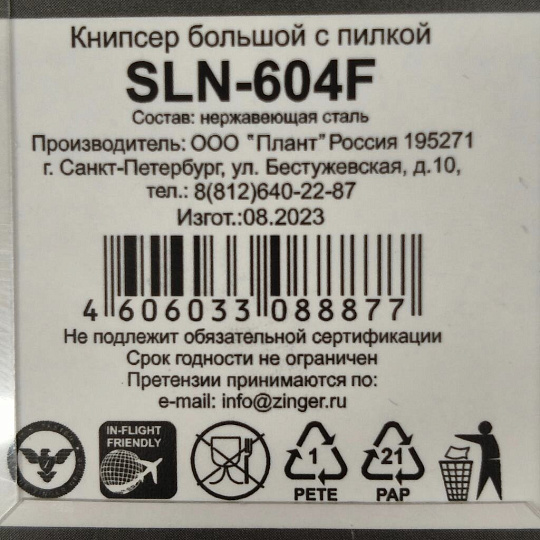 Книпсер большой с пилкой
SLN-604F
Состав: нержавеющая сталь
Производитель: ООО "Плант" Россия 195271
г. Санкт-Петербург, ул. Бестужевская, д.10,
тел.: 8(812)640-22-87
Изгот.:08.2023
4 606033 088877
Не подлежит обязательной сертификации
Срок годности не ограничен
Претензии принимаются по:
e-mail: info@zinger.ru
IN-FLIGHT
FRIENDLY
1
PETE
21
PAP